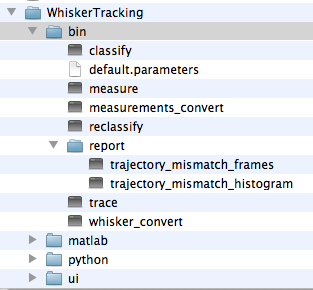 WhiskerTracking
bin
classify
default.parameters
measure
measurements_convert
reclassify
report
trajectory_mismatch_frames
trajectory_mismatch_histogram
trace
whisker_convert
matlab
python
ui